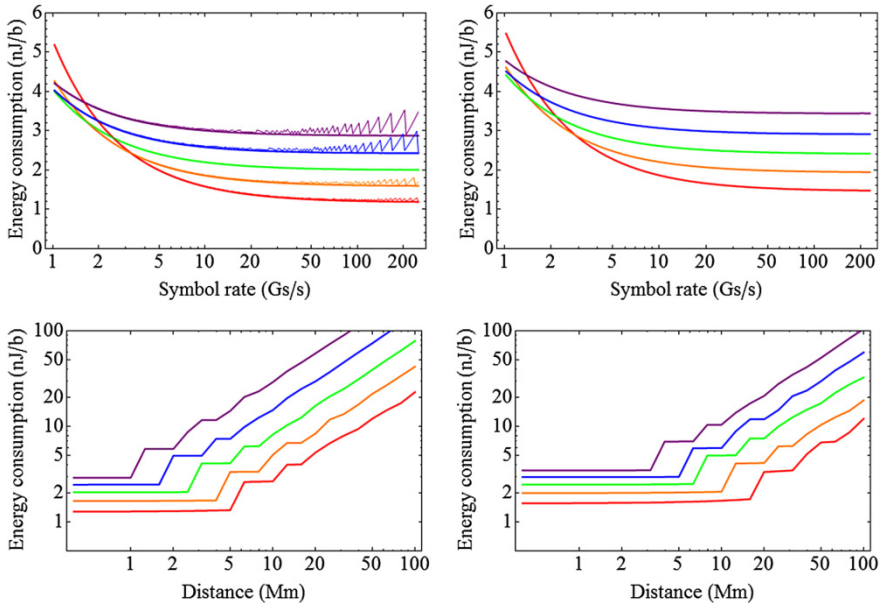 Energy consumption (nJ/b)
6
5
4
3
2
1
0
1 2 5 10 20 50 100 200
Symbol rate (Gs/s)
Energy consumption (nJ/b)
6
5
4
3
2
1
0
1 2 5 10 20 50 100 200
Symbol rate (Gs/s)
Energy consumption (nJ/b)
100
50
20
10
5
2
1
1 2 5 10 20 50 100
Distance (Mm)
Energy consumption (nJ/b)
100
50
20
10
5
2
1
1 2 5 10 20 50 100
Distance (Mm)